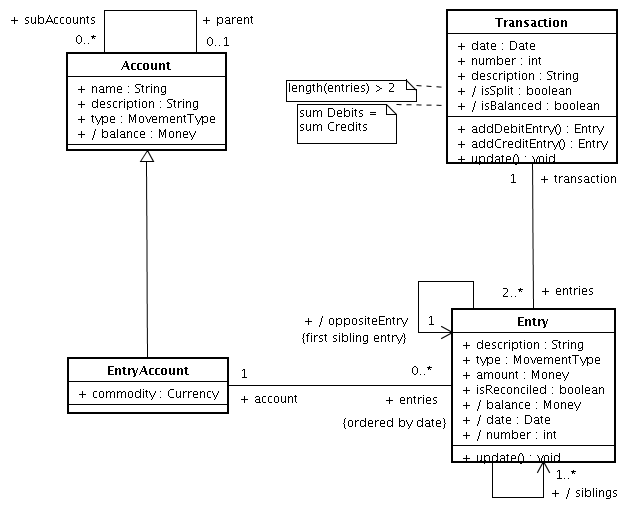 + subAccounts
+ parent
0..*
0..1
Account
+ name : String
+ description : String
+ type : MovementType
+ / balance : Money
Transaction
+ date : Date
+ number : int
+ description : String
+ / isSplit : boolean
+ / isBalanced : boolean
+ addDebitEntry() : Entry
+ addCreditEntry() : Entry
+ update() : void
length(entries) > 2
sum Debits =
sum Credits
1
+ transaction
2..*
+ entries
+ / oppositeEntry
1
{first sibling entry}
Entry
+ description : String
+ type : MovementType
+ amount : Money
+ isReconciled : boolean
+ / balance : Money
+ / date : Date
+ / number : int
+ update() : void
EntryAccount
+ commodity : Currency
1
0..*
+ account
+ entries
{ordered by date}
1..*
+ / siblings